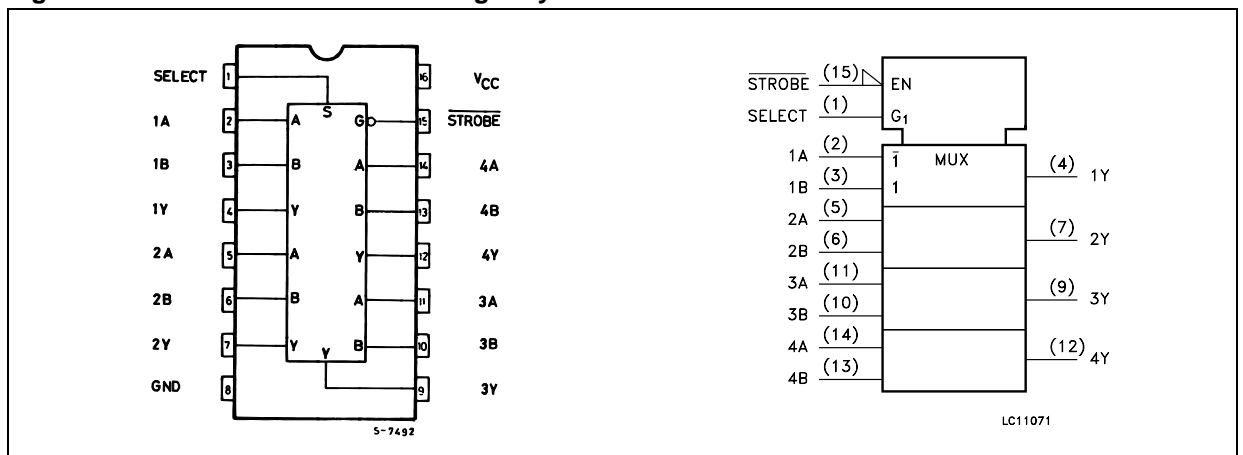 SELECT 1
1A 2
1B 3
1Y 4
2A 5
2B 6
2Y 7
GND 8
S
A
B
Y
A
B
Y
G
A
B
Y
A
B
Y
16 VCC
15 STROBE
14 4A
13 4B
12 4Y
11 3A
10 3B
9 3Y
S-7492
STROBE (15) EN
SELECT (1) G1
1A (2) 1
1B (3) 1
MUX
2A (5)
2B (6)
3A (11)
3B (10)
4A (14)
4B (13)
(4) 1Y
(7) 2Y
(9) 3Y
(12) 4Y
LC11071